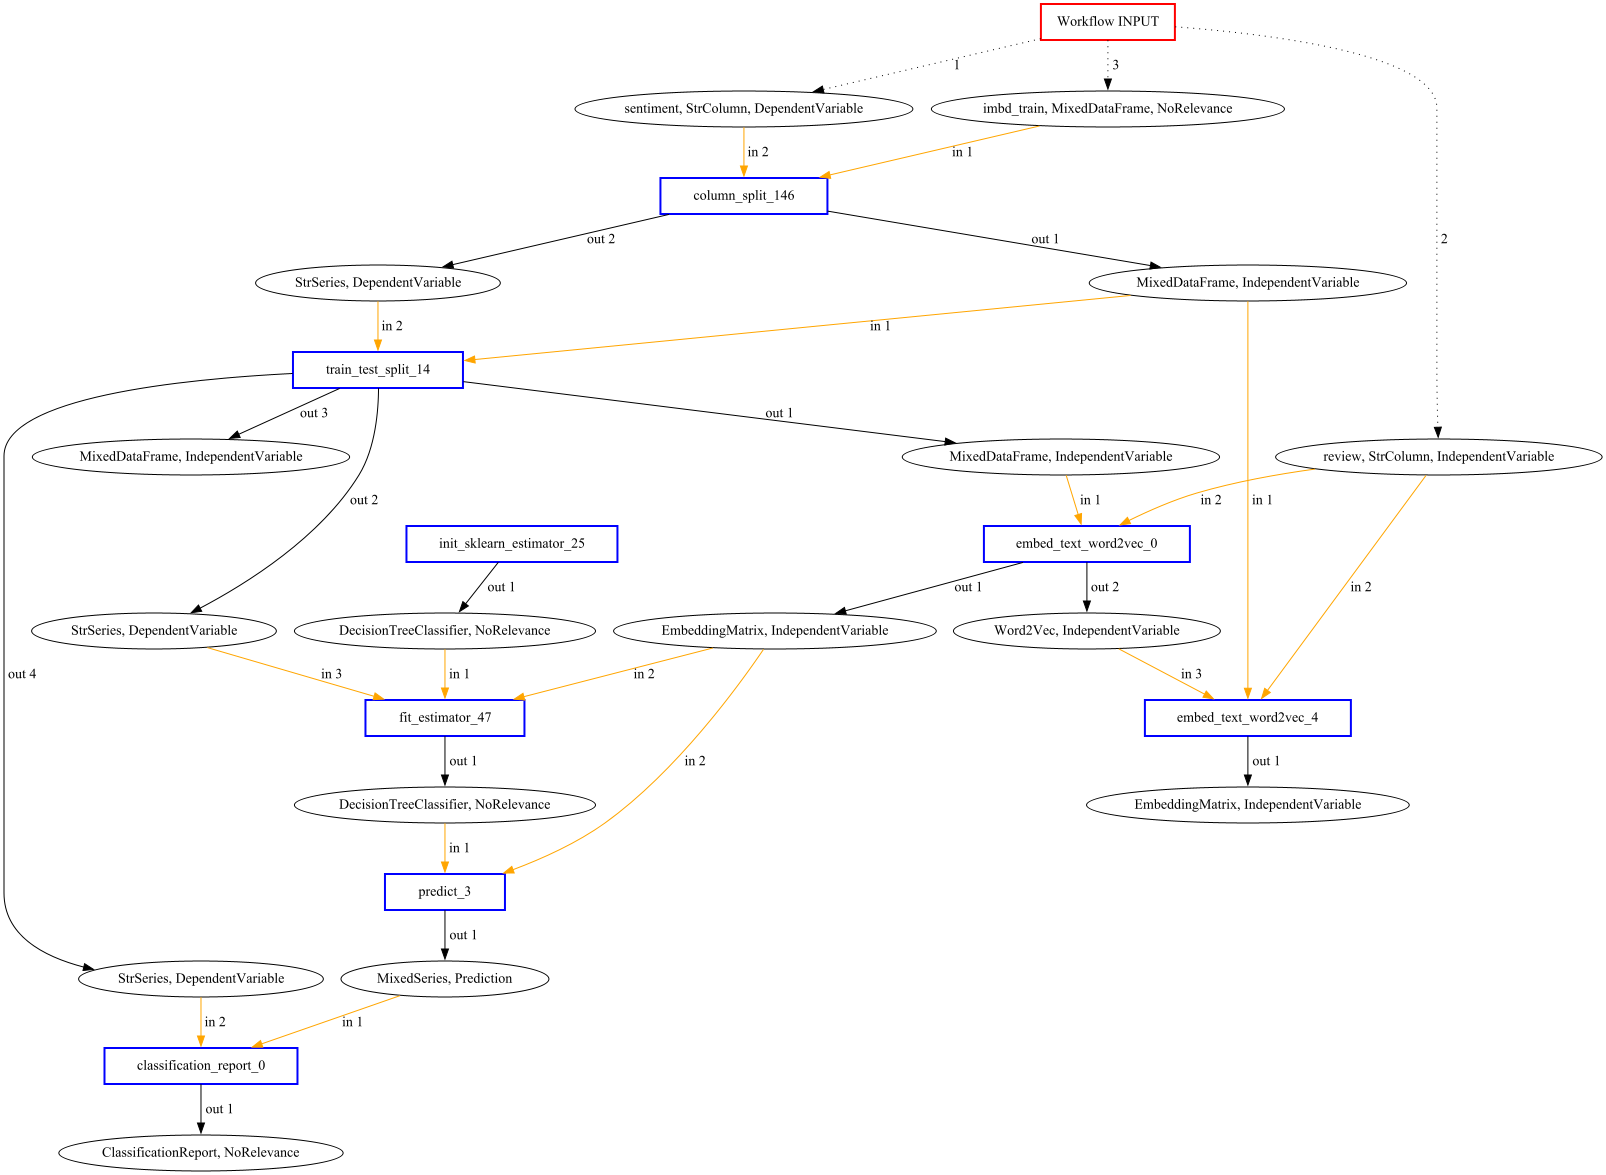 Workflow INPUT
1
3
sentiment, StrColumn, DependentVariable
imbd_train, MixedDataFrame, NoRelevance
in 2
in 1
column_split_146
out 2
out 1
2
StrSeries, DependentVariable
MixedDataFrame, IndependentVariable
in 2
in 1
train_test_split_14
out 3
out 1
MixedDataFrame, IndependentVariable
MixedDataFrame, IndependentVariable
review, StrColumn, IndependentVariable
out 2
in 1
in 2
in 1
init_sklearn_estimator_25
embed_text_word2vec_0
out 1
out 1
out 2
in 2
StrSeries, DependentVariable
DecisionTreeClassifier, NoRelevance
EmbeddingMatrix, IndependentVariable
Word2Vec, IndependentVariable
out 4
in 3
in 1
in 2
in 3
fit_estimator_47
embed_text_word2vec_4
out 1
in 2
out 1
DecisionTreeClassifier, NoRelevance
EmbeddingMatrix, IndependentVariable
in 1
predict_3
out 1
StrSeries, DependentVariable
MixedSeries, Prediction
in 2
in 1
classification_report_0
out 1
ClassificationReport, NoRelevance